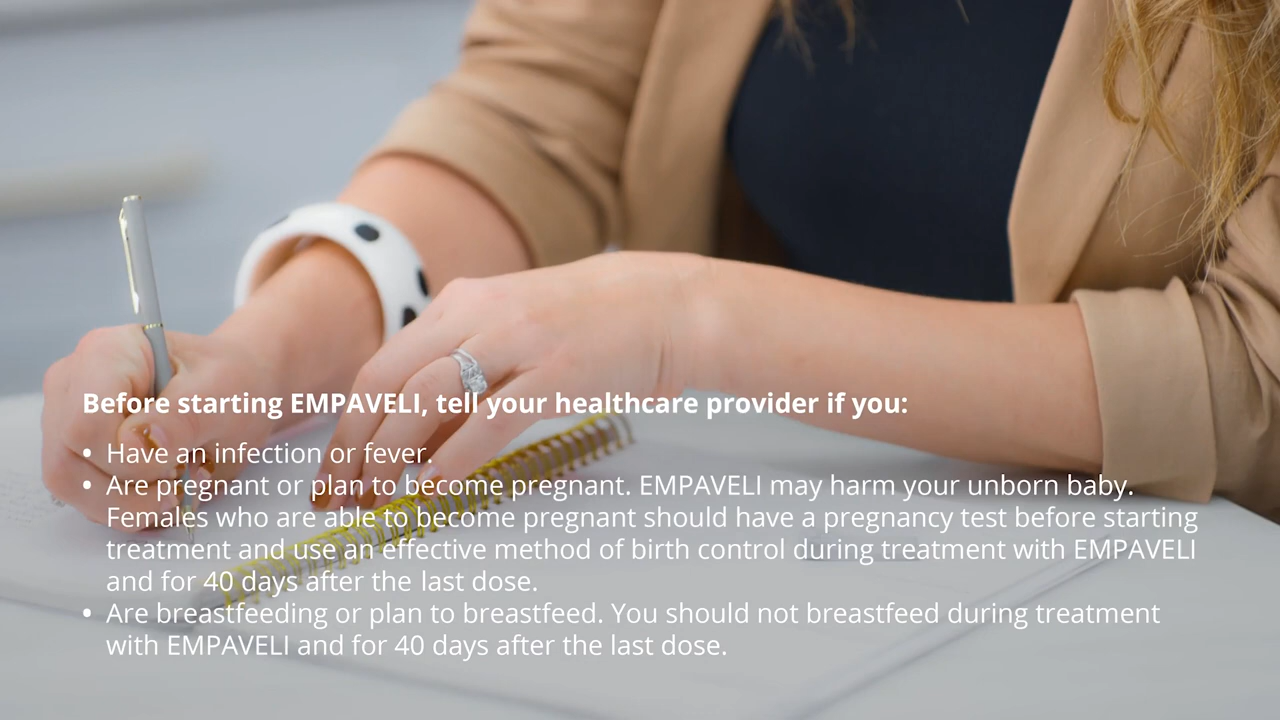 Before starting EMPAVELI, tell your healthcare provider if you:
• Have an infection or fever.
• Are pregnant or plan to become pregnant. EMPAVELI may harm your unborn baby.
Females who are able to become pregnant should have a pregnancy test before starting
treatment and use an effective method of birth control during treatment with EMPAVELI
and for 40 days after the last dose.
• Are breastfeeding or plan to breastfeed. You should not breastfeed during treatment
with EMPAVELI and for 40 days after the last dose.